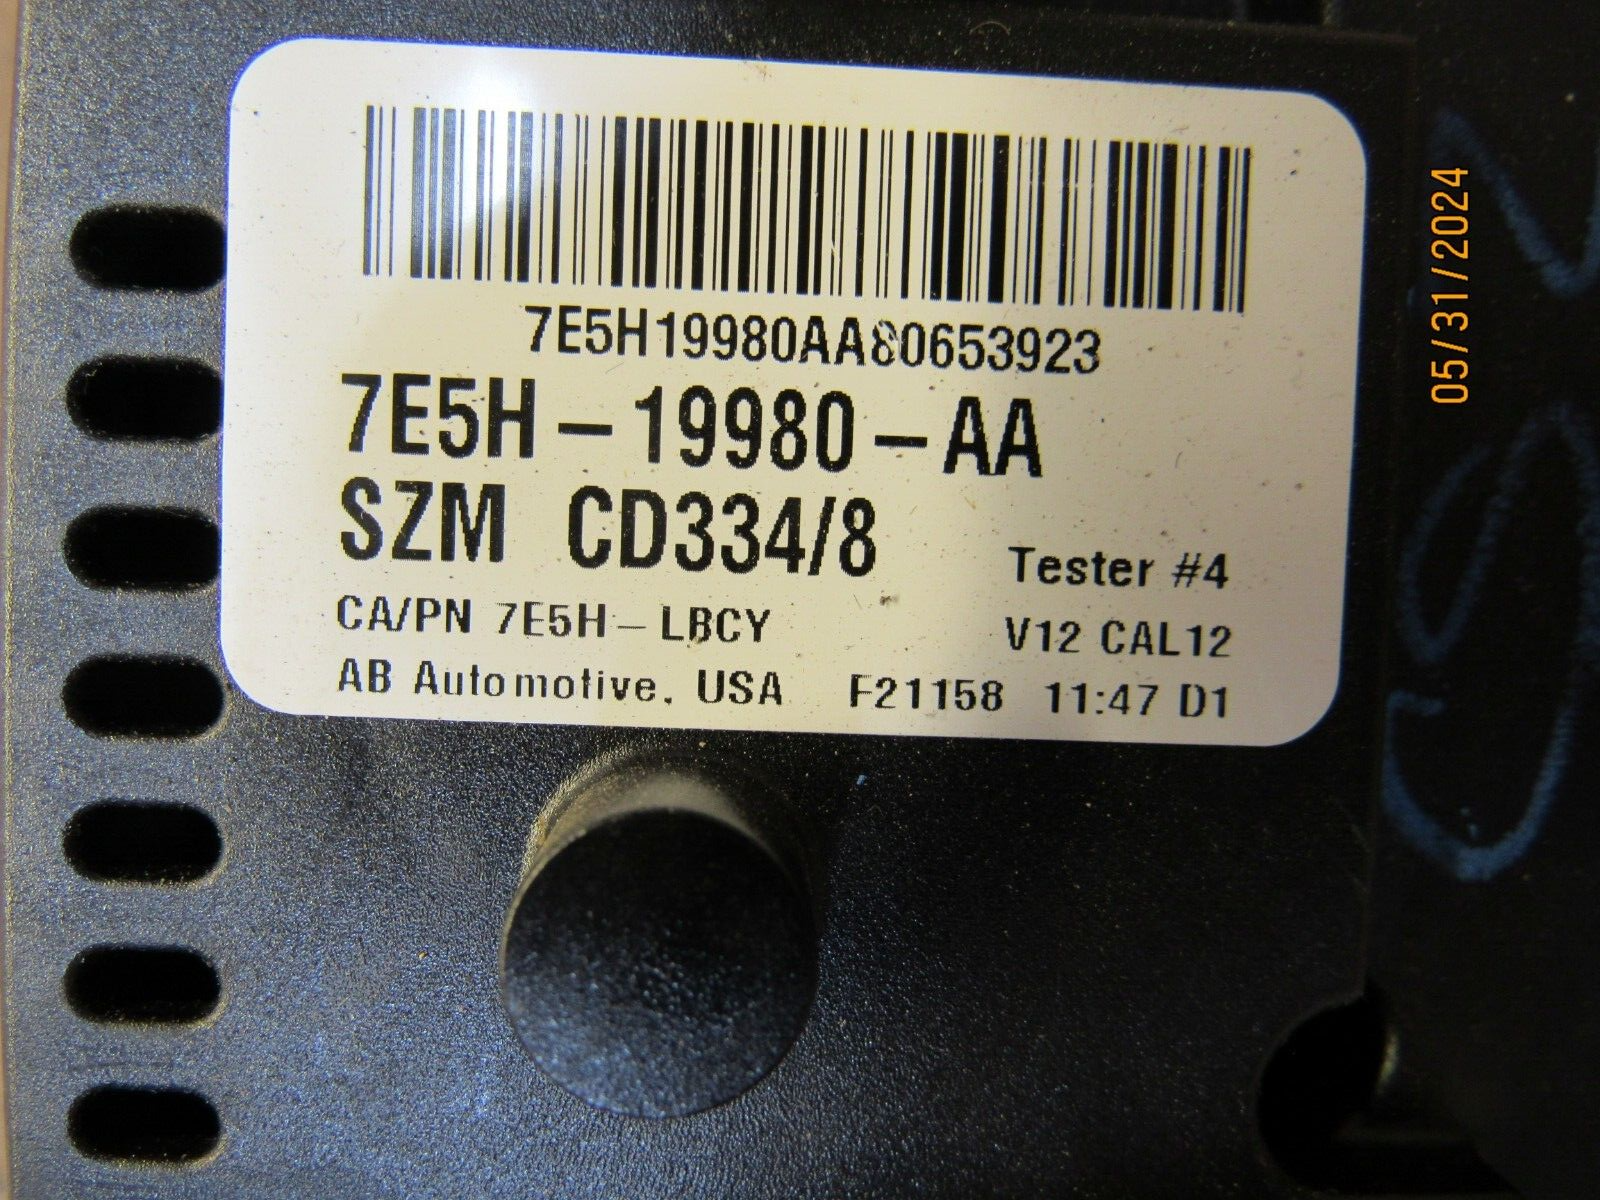 7E5H19980AA80653923
7E5H-19980-AA
SZM CD334/8
Tester #4
CA/PN 7E5H-LBCY
V12 CAL12
AB Automotive, USA F21158 11:47 D1
05/31/2024